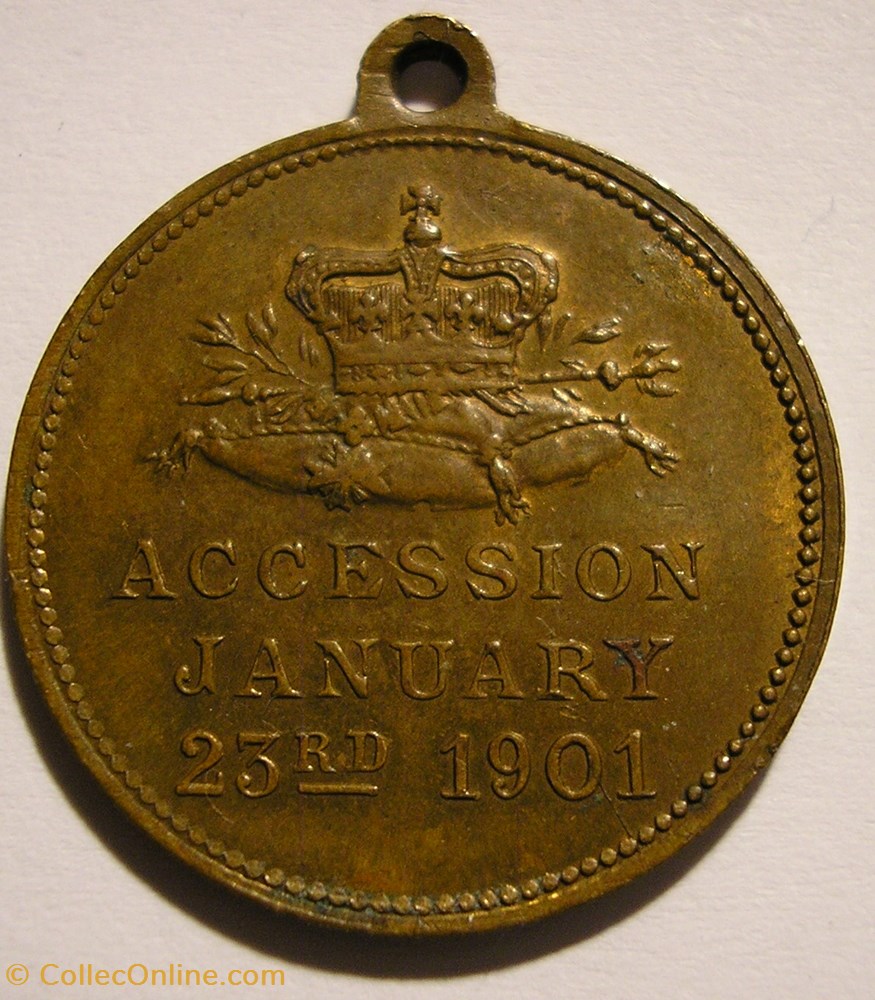 ACCESSION
JANUARY
23RD 1901
© CollecOnline.com